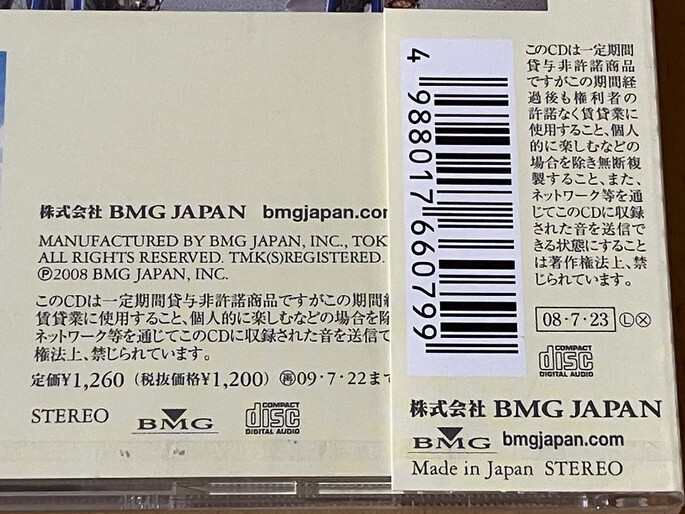 株式会社 BMG JAPAN bmgjapan.co
MANUFACTURED BY BMG JAPAN, INC., TOK
ALL RIGHTS RESERVED. TMK(S)REGISTERED.
Ⓟ2008 BMG JAPAN, INC.
このCDは一定期間貸与非許諾商品ですがこの期間
賃貸業に使用すること、個人的に楽しむなどの場合を除
ネットワーク等を通じてこのCDに収録された音を送信で
権法上、禁じられています。
定価¥1,260 (税抜価格¥1,200) ㊢09・7・22まで
STEREO BMG COMPACT disc DIGITAL AUDIO
4 988017 660799
このCDは一定期間
貸与非許諾商品
ですがこの期間経
過後も権利者の
許諾なく賃貸業に
使用すること、個人
的に楽しむなどの
場合を除き無断複
製すること、また、
ネットワーク等を通
じてこのCDに収録
された音を送信で
きる状態にすること
は著作権法上、禁
じられています。
08・7・23 Ⓛⓧ
COMPACT
disc
DIGITAL AUDIO
株式会社 BMG JAPAN
BMG bmgjapan.com
Made in Japan STEREO